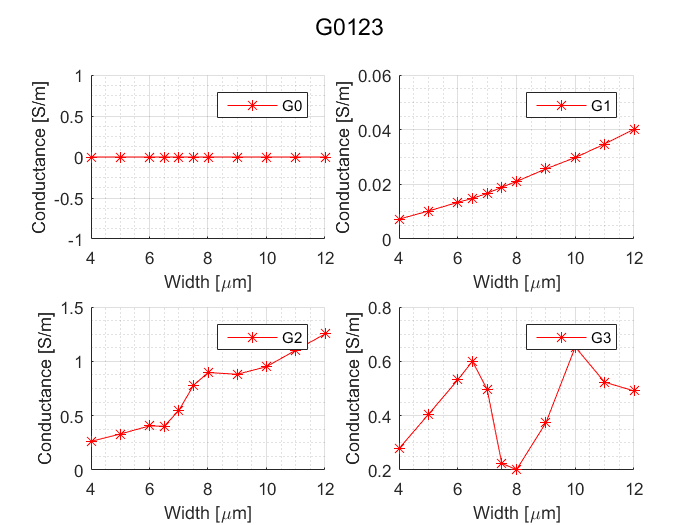 G0123
1
0.5
0
-0.5
-1
Conductance [S/m]
G0
4 6 8 10 12
Width [μm]
0.06
0.04
0.02
0
Conductance [S/m]
G1
4 6 8 10 12
Width [μm]
1.5
1
0.5
0
Conductance [S/m]
G2
4 6 8 10 12
Width [μm]
0.8
0.6
0.4
0.2
Conductance [S/m]
G3
4 6 8 10 12
Width [μm]